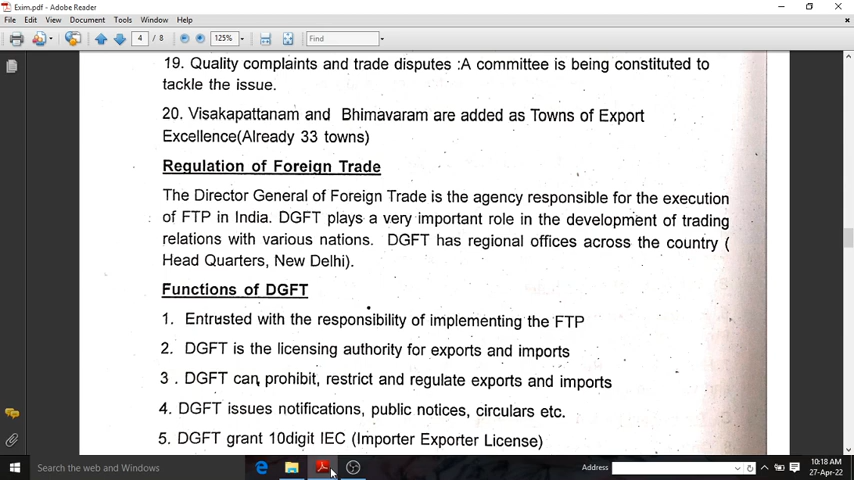 Exim.pdf - Adobe Reader
File Edit View Document Tools Window Help
4 / 8 125% Find
19. Quality complaints and trade disputes :A committee is being constituted to
tackle the issue.
20. Visakapattanam and Bhimavaram are added as Towns of Export
Excellence(Already 33 towns)
Regulation of Foreign Trade
The Director General of Foreign Trade is the agency responsible for the execution
of FTP in India. DGFT plays a very important role in the development of trading
relations with various nations. DGFT has regional offices across the country (
Head Quarters, New Delhi).
Functions of DGFT
1. Entrusted with the responsibility of implementing the FTP
2. DGFT is the licensing authority for exports and imports
3 . DGFT can prohibit, restrict and regulate exports and imports
4. DGFT issues notifications, public notices, circulars etc.
5. DGFT grant 10digit IEC (Importer Exporter License)
Search the web and Windows
Address
10:18 AM
27-Apr-22